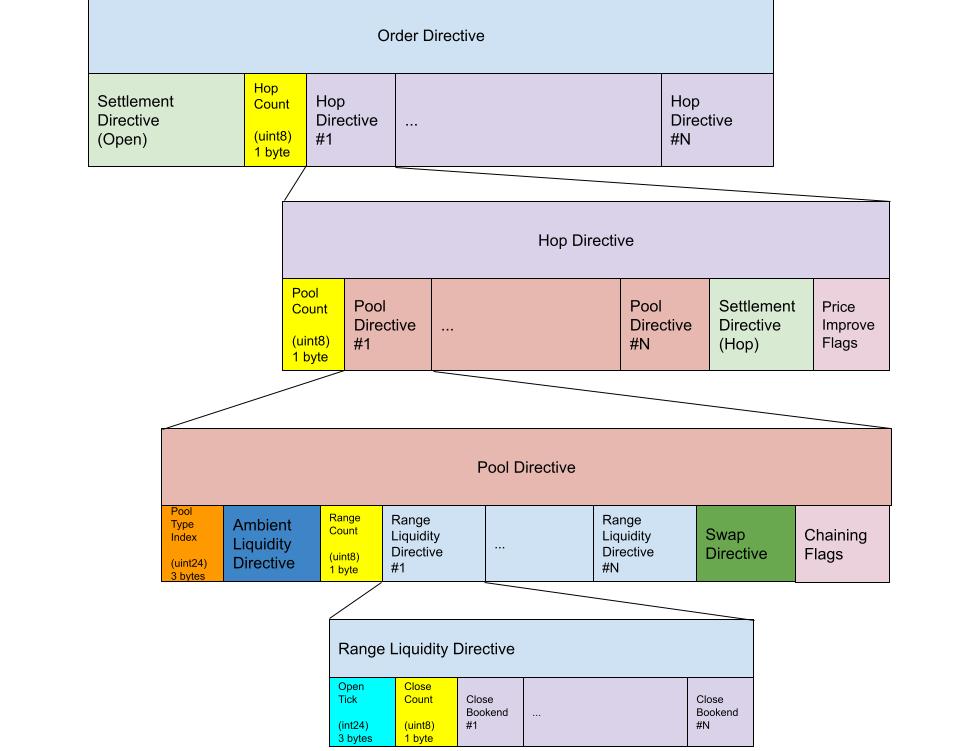 Order Directive
Settlement
Directive
(Open)
Hop
Count
(uint8)
1 byte
Hop
Directive
#1
...
Hop
Directive
#N
Hop Directive
Pool
Count
(uint8)
1 byte
Pool
Directive
#1
...
Pool
Directive
#N
Settlement
Directive
(Hop)
Price
Improve
Flags
Pool Directive
Pool
Type
Index
(uint24)
3 bytes
Ambient
Liquidity
Directive
Range
Count
(uint8)
1 byte
Range
Liquidity
Directive
#1
...
Range
Liquidity
Directive
#N
Swap
Directive
Chaining
Flags
Range Liquidity Directive
Open
Tick
(int24)
3 bytes
Close
Count
(uint8)
1 byte
Close
Bookend
#1
...
Close
Bookend
#N